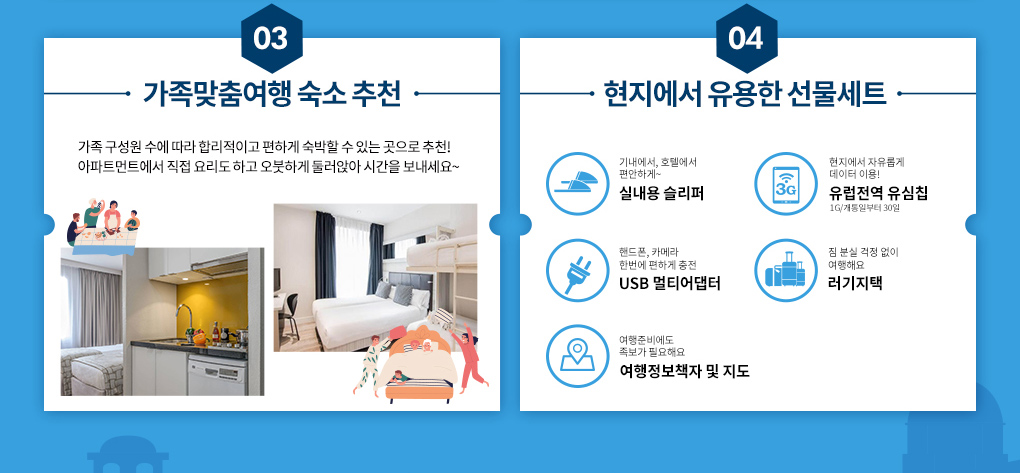 03
가족맞춤여행 숙소 추천
가족 구성원 수에 따라 합리적이고 편하게 숙박할 수 있는 곳으로 추천!
아파트먼트에서 직접 요리도 하고 오붓하게 둘러앉아 시간을 보내세요~
04
현지에서 유용한 선물세트
기내에서, 호텔에서
편안하게~
실내용 슬리퍼
3G
현지에서 자유롭게
데이터 이용!
유럽전역 유심칩
1G/개통일부터 30일
핸드폰, 카메라
한번에 편하게 충전
USB 멀티어댑터
짐 분실 걱정 없이
여행해요
러기지택
여행준비에도
족보가 필요해요
여행정보책자 및 지도